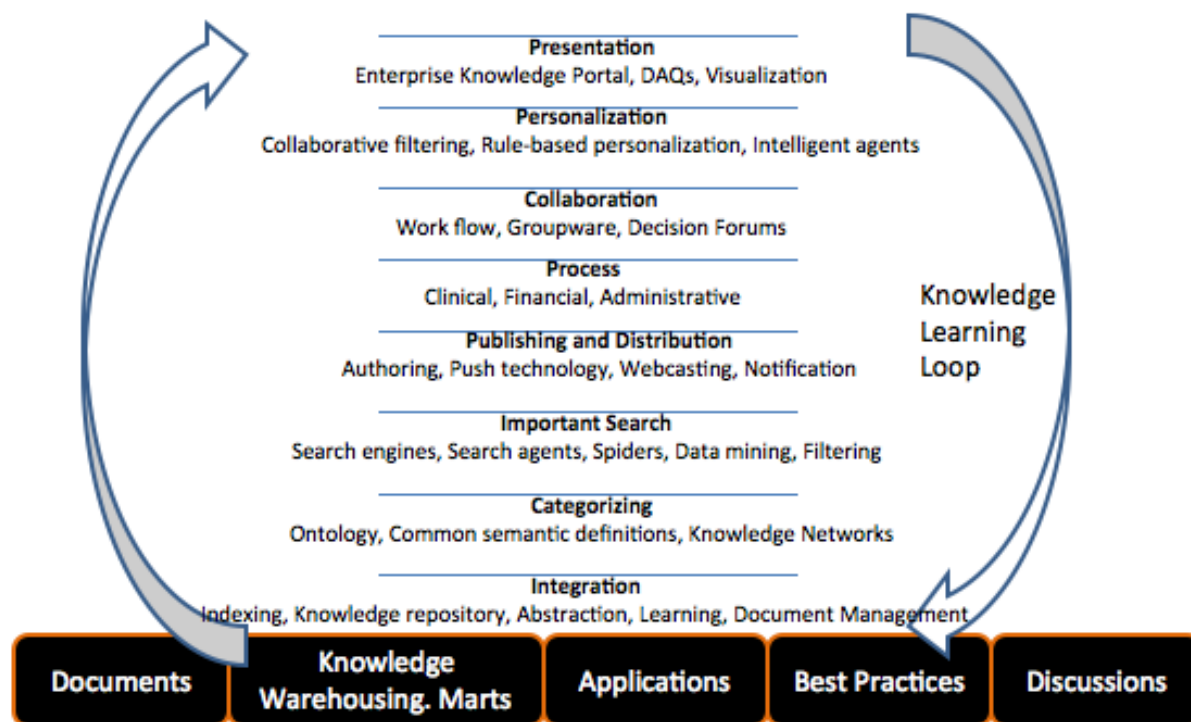 Presentation
Enterprise Knowledge Portal, DAQs, Visualization
Personalization
Collaborative filtering, Rule-based personalization, Intelligent agents
Collaboration
Work flow, Groupware, Decision Forums
Process
Clinical, Financial, Administrative
Publishing and Distribution
Authoring, Push technology, Webcasting, Notification
Important Search
Search engines, Search agents, Spiders, Data mining, Filtering
Categorizing
Ontology, Common semantic definitions, Knowledge Networks
Integration
Indexing, Knowledge repository, Abstraction, Learning, Document Management
Knowledge
Learning
Loop
Documents
Knowledge
Warehousing. Marts
Applications
Best Practices
Discussions